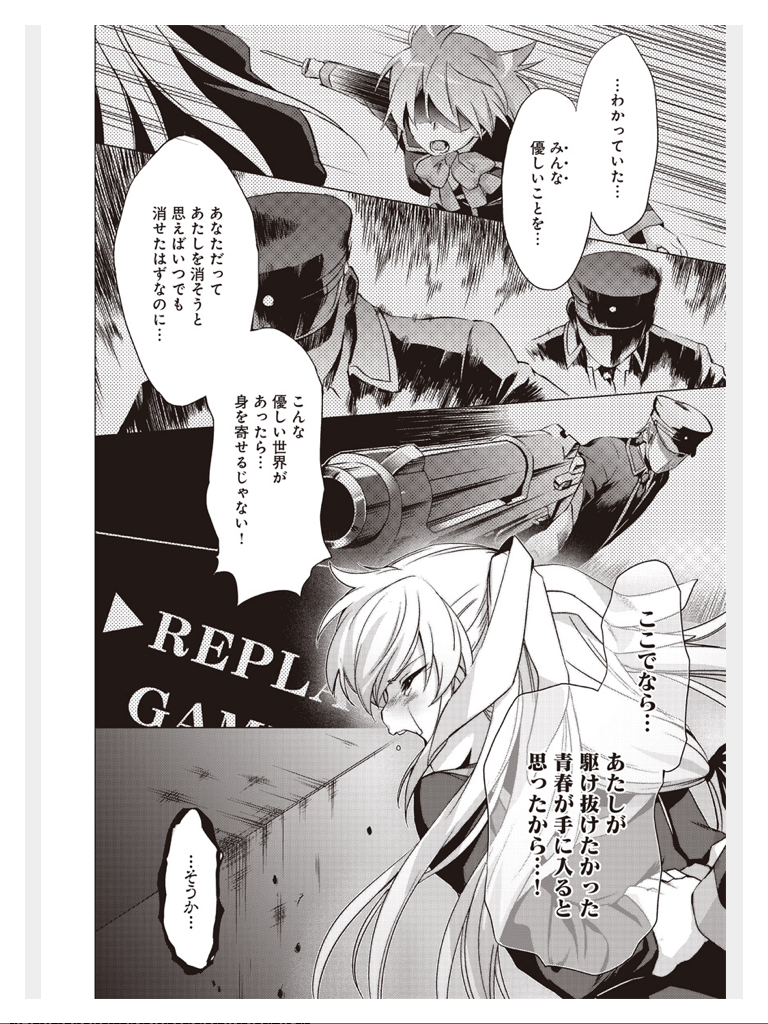 …わかっていた…
みんな
優しいことを…
あなただって
あたしを消そうと
思えばいつでも
消せたはずなのに…
こんな
優しい世界が
あったら…
身を寄せるじゃない!
▶REPLA
GAM
ここでなら…
あたしが
駆け抜けたかった
青春が手に入ると
思ったから…!
…そうか…